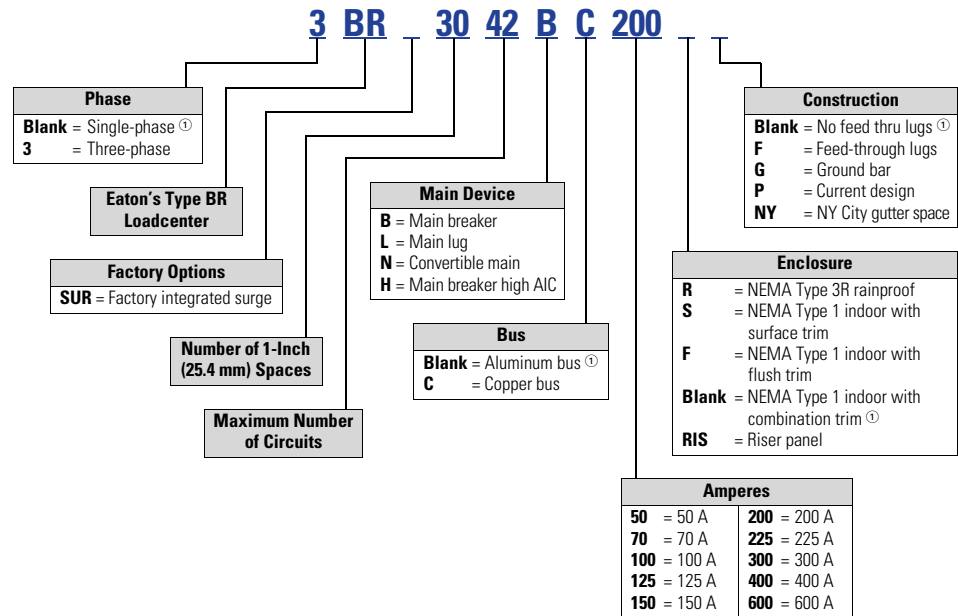 3 BR _ 30 42 B C 200 _ _
Phase
Blank = Single-phase ①
3 = Three-phase
Eaton's Type BR
Loadcenter
Factory Options
SUR = Factory integrated surge
Number of 1-Inch
(25.4 mm) Spaces
Maximum Number
of Circuits
Main Device
B = Main breaker
L = Main lug
N = Convertible main
H = Main breaker high AIC
Bus
Blank = Aluminum bus ①
C = Copper bus
Construction
Blank = No feed thru lugs ①
F = Feed-through lugs
G = Ground bar
P = Current design
NY = NY City gutter space
Enclosure
R = NEMA Type 3R rainproof
S = NEMA Type 1 indoor with
surface trim
F = NEMA Type 1 indoor with
flush trim
Blank = NEMA Type 1 indoor with
combination trim ①
RIS = Riser panel
Amperes
50 = 50 A
70 = 70 A
100 = 100 A
125 = 125 A
150 = 150 A
200 = 200 A
225 = 225 A
300 = 300 A
400 = 400 A
600 = 600 A